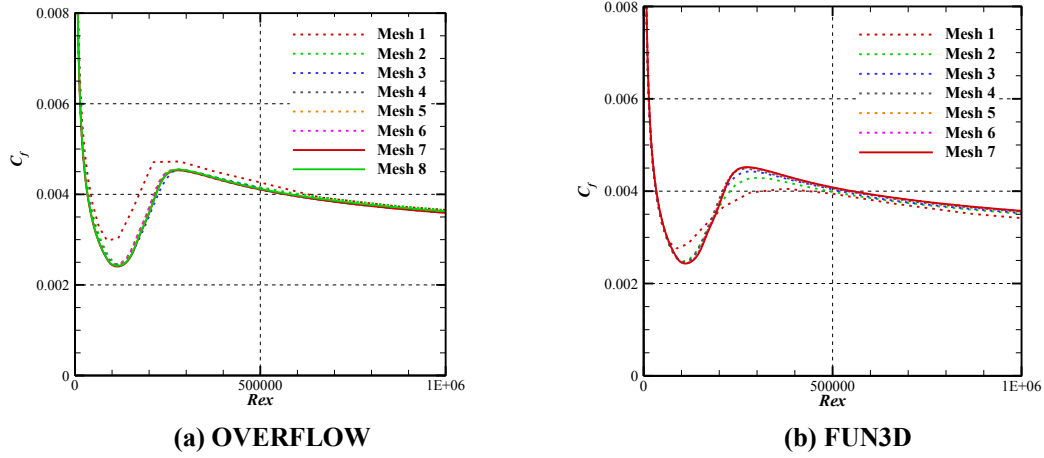 0.008
0.006
0.004
0.002
0
C_f
0
500000
1E+06
Rex
Mesh 1
Mesh 2
Mesh 3
Mesh 4
Mesh 5
Mesh 6
Mesh 7
Mesh 8
(a) OVERFLOW
0.008
0.006
0.004
0.002
0
C_f
0
500000
1E+06
Rex
Mesh 1
Mesh 2
Mesh 3
Mesh 4
Mesh 5
Mesh 6
Mesh 7
(b) FUN3D